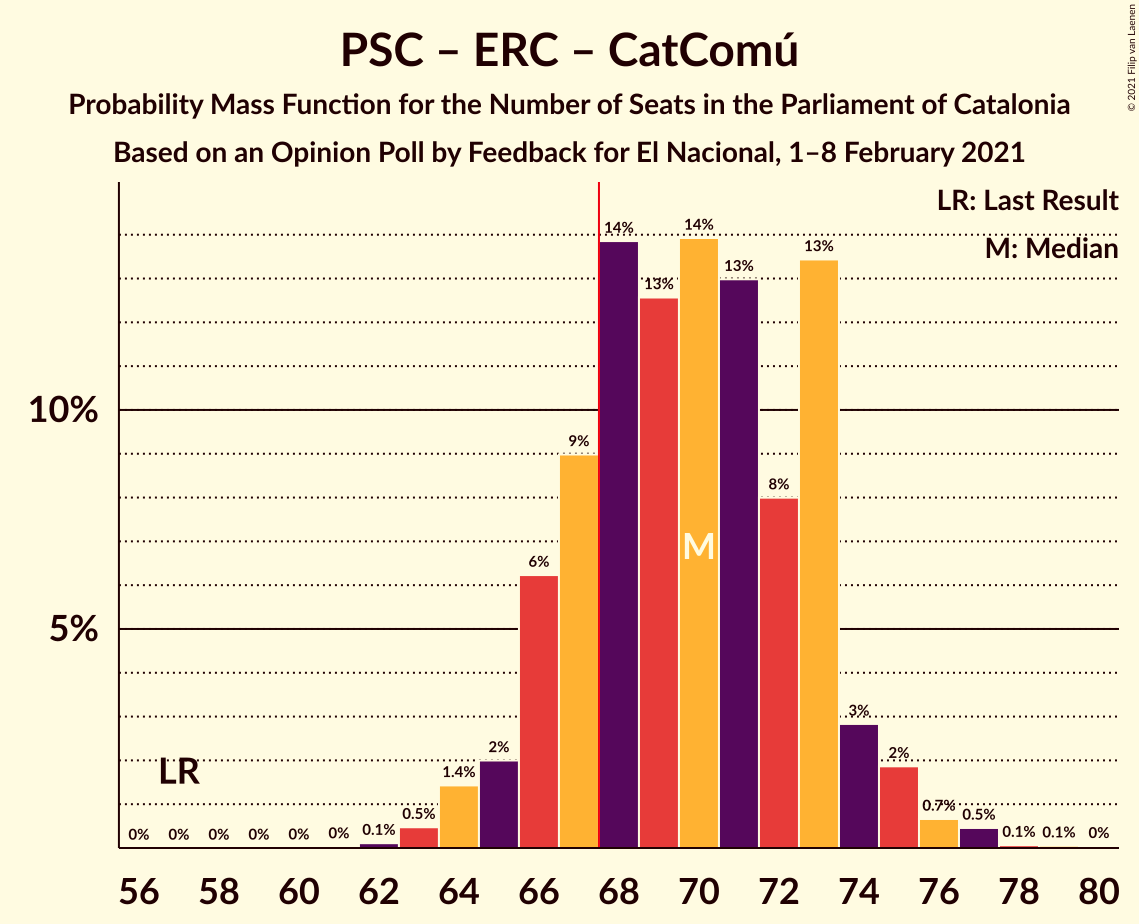 PSC – ERC – CatComú
Probability Mass Function for the Number of Seats in the Parliament of Catalonia
Based on an Opinion Poll by Feedback for El Nacional, 1–8 February 2021
© 2021 Filip van Laenen
LR: Last Result
M: Median
10%
5%
LR
M
0% 0% 0% 0% 0% 0% 0.1% 0.5% 1.4% 2% 6% 9% 14% 13% 14% 13% 8% 13% 3% 2% 0.7% 0.5% 0.1% 0.1% 0%
56 58 60 62 64 66 68 70 72 74 76 78 80